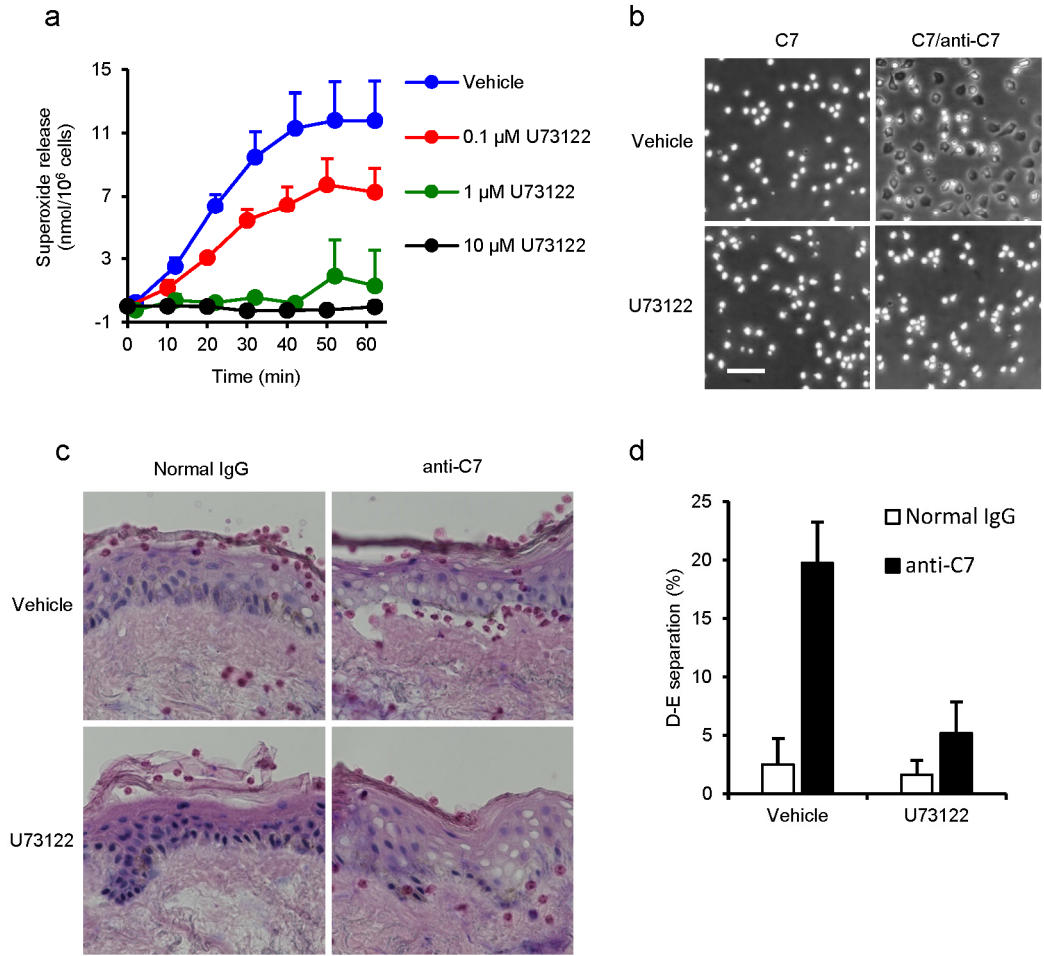 a
15
11
7
3
-1
Superoxide release
(nmol/10⁶ cells)
0 10 20 30 40 50 60
Time (min)
Vehicle
0.1 µM U73122
1 µM U73122
10 µM U73122
b
C7 C7/anti-C7
Vehicle
U73122
c
Normal IgG anti-C7
Vehicle
U73122
d
25
20
15
10
5
0
D-E separation (%)
Normal IgG
anti-C7
Vehicle U73122